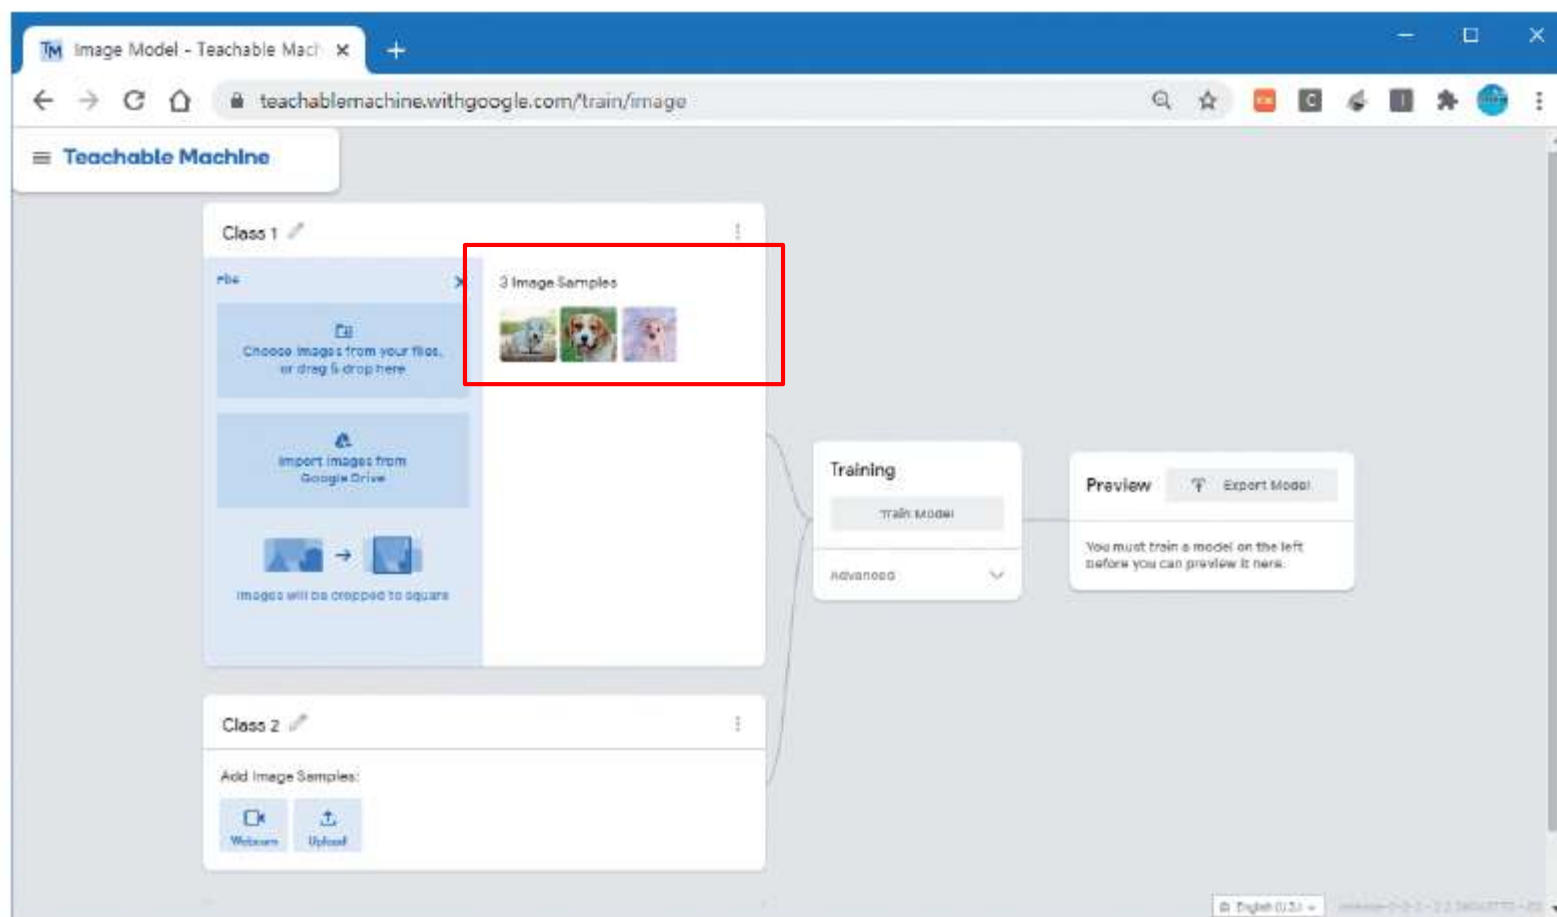 Image Model - Teachable Mach
teachablemachine.withgoogle.com/train/image
Teachable Machine
Class 1
File
3 Image Samples
Choose images from your files,
or drag & drop here
Import images from
Google Drive
Images will be cropped to square
Training
Train Model
Advanced
Preview
Export Model
You must train a model on the left
before you can preview it here.
Class 2
Add Image Samples:
Webcam
Upload
English (U.S.)